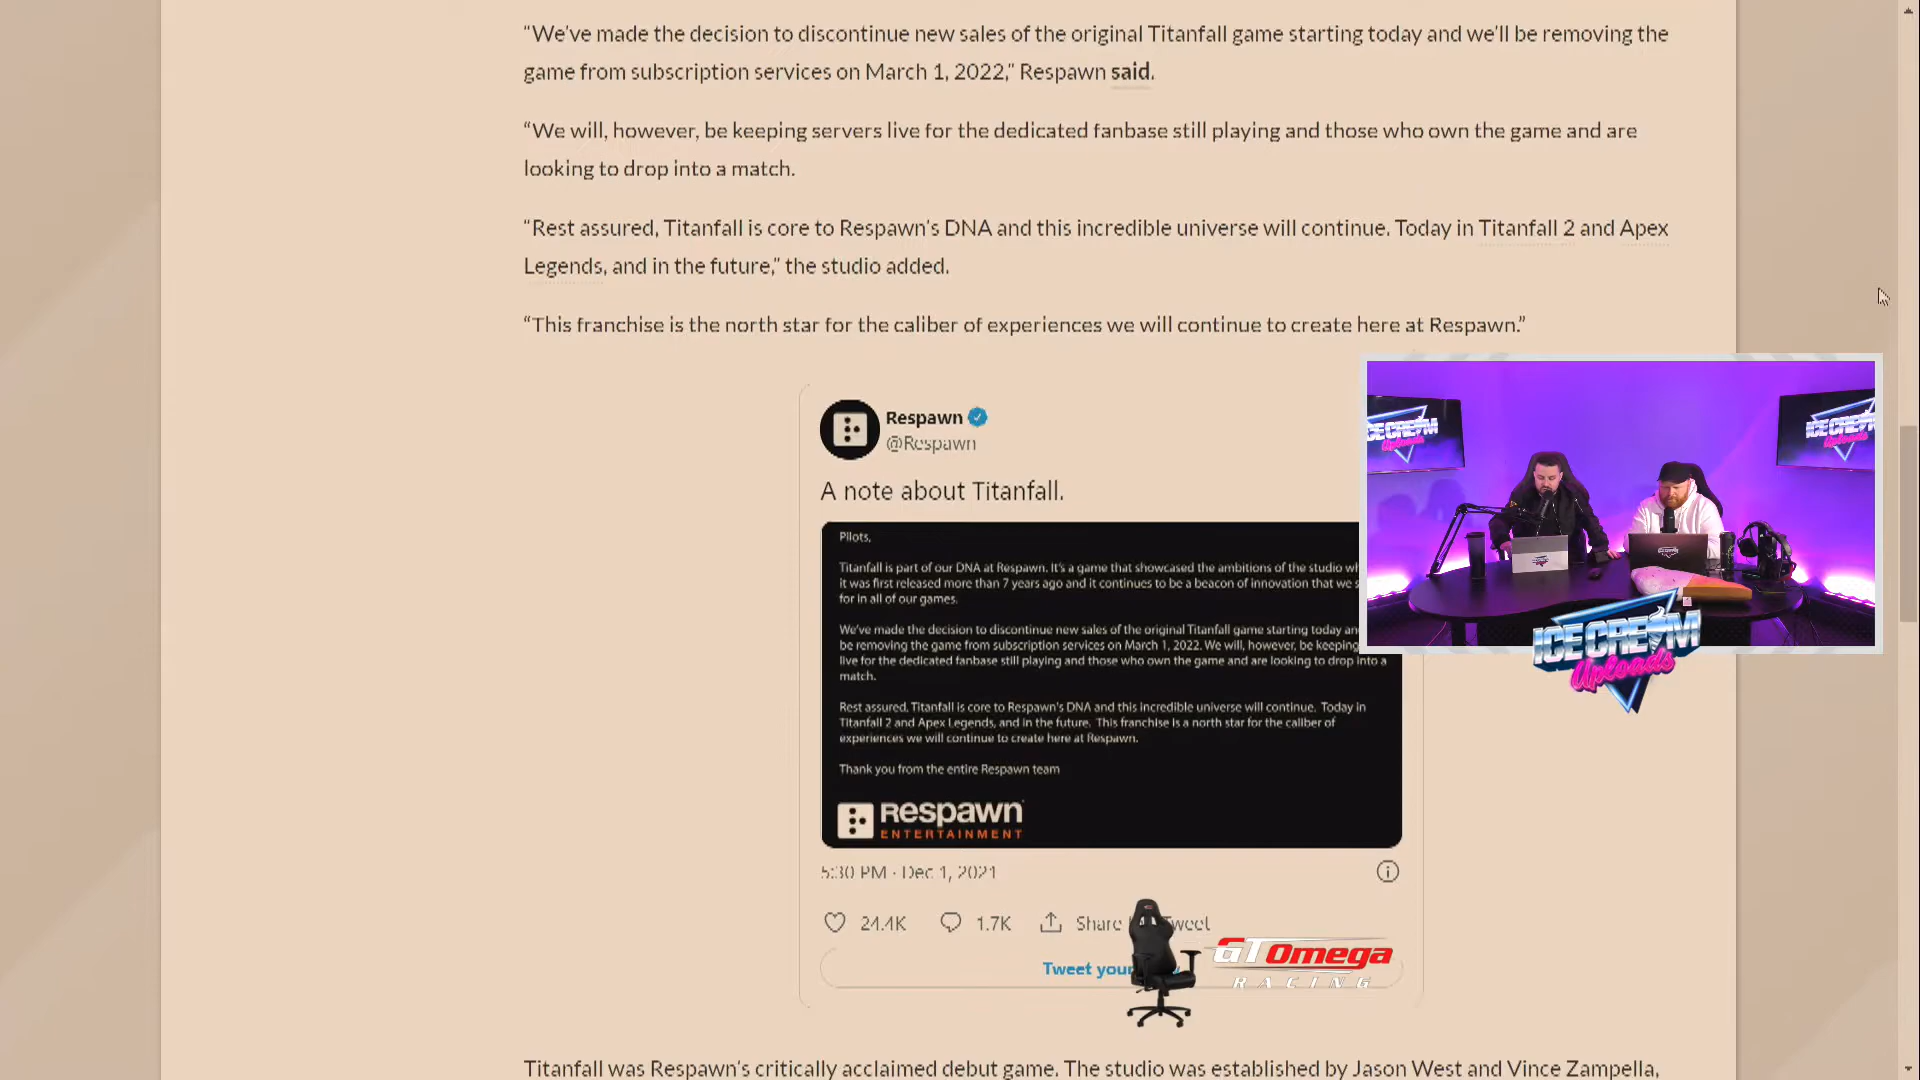 “We’ve made the decision to discontinue new sales of the original Titanfall game starting today and we’ll be removing the
game from subscription services on March 1, 2022,” Respawn said.
“We will, however, be keeping servers live for the dedicated fanbase still playing and those who own the game and are
looking to drop into a match.
“Rest assured, Titanfall is core to Respawn’s DNA and this incredible universe will continue. Today in Titanfall 2 and Apex
Legends, and in the future,” the studio added.
“This franchise is the north star for the caliber of experiences we will continue to create here at Respawn.”
Respawn
@Respawn
A note about Titanfall.
Pilots,
Titanfall is part of our DNA at Respawn. It's a game that showcased the ambitions of the studio wh
it was first released more than 7 years ago and it continues to be a beacon of innovation that we s
for in all of our games.
We've made the decision to discontinue new sales of the original Titanfall game starting today an
be removing the game from subscription services on March 1, 2022. We will, however, be keeping
live for the dedicated fanbase still playing and those who own the game and are looking to drop into a
match.
Rest assured, Titanfall is core to Respawn's DNA and this incredible universe will continue. Today in
Titanfall 2 and Apex Legends, and in the future. This franchise is a north star for the caliber of
experiences we will continue to create here at Respawn.
Thank you from the entire Respawn team
Respawn
ENTERTAINMENT
5:30 PM · Dec 1, 2021
24.4K 1.7K Share Tweet
Tweet your
GT Omega
RACING
ICE CREAM
Uploads
ICE CREAM
Uploads
ICE CREAM
Uploads
Titanfall was Respawn’s critically acclaimed debut game. The studio was established by Jason West and Vince Zampella,